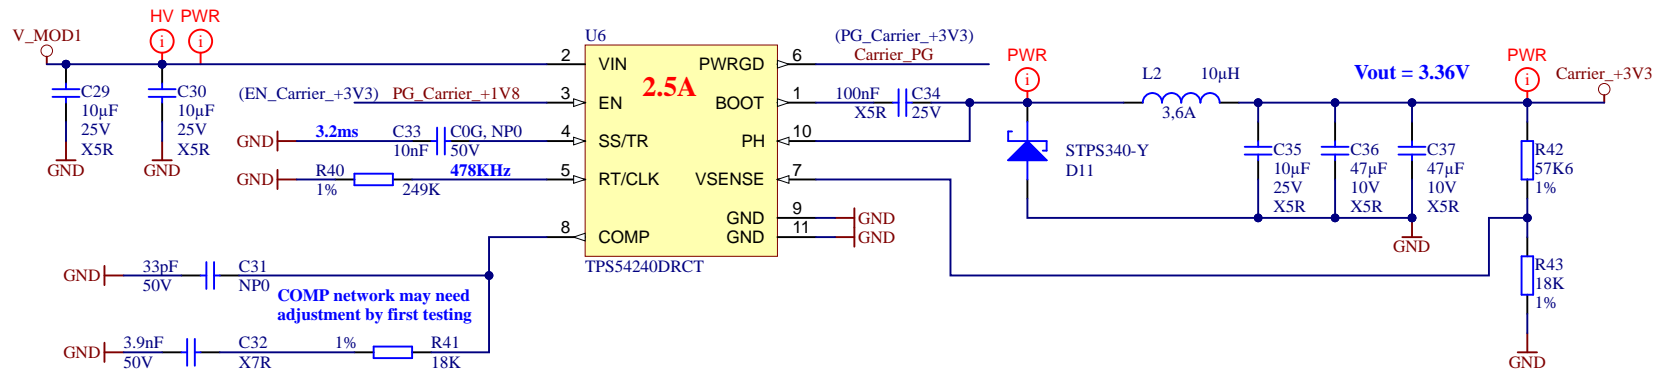 V_MOD1
HV
PWR
i
i
C29
10µF
25V
X5R
GND
C30
10µF
25V
X5R
GND
(EN_Carrier_+3V3)
PG_Carrier_+1V8
GND
3.2ms
C33
10nF
C0G, NP0
50V
GND
R40
1%
249K
478KHz
GND
33pF
50V
C31
NP0
COMP network may need
adjustment by first testing
GND
3.9nF
50V
C32
X7R
1%
R41
18K
U6
2.5A
2
VIN
3
EN
4
SS/TR
5
RT/CLK
8
COMP
PWRGD
6
BOOT
1
PH
10
VSENSE
7
GND
9
GND
11
TPS54240DRCT
(PG_Carrier_+3V3)
Carrier_PG
100nF
X5R
C34
25V
GND
GND
PWR
i
STPS340-Y
D11
L2
10µH
3,6A
Vout = 3.36V
C35
10µF
25V
X5R
C36
47µF
10V
X5R
C37
47µF
10V
X5R
GND
PWR
i
Carrier_+3V3
R42
57K6
1%
R43
18K
1%
GND